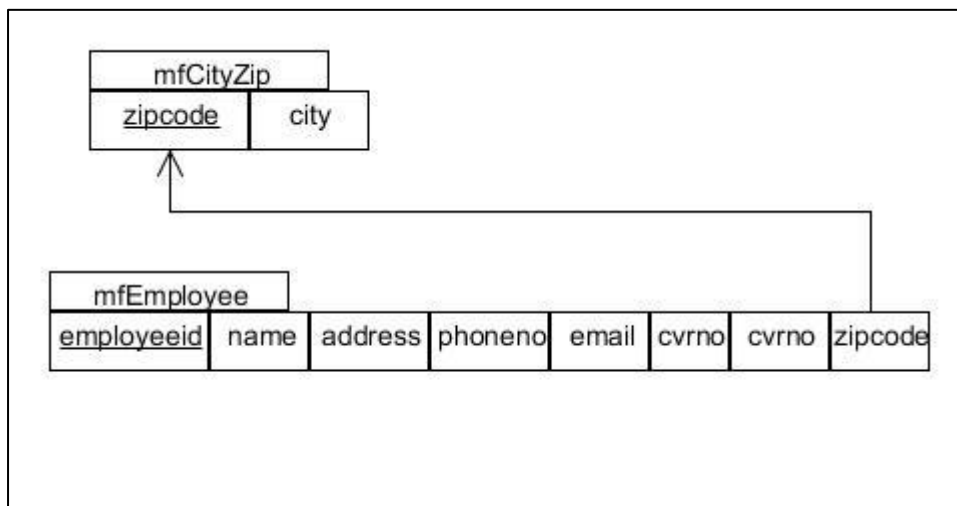 mfCityZip
zipcode city
mfEmployee
employeeid name address phoneno email cvrno cvrno zipcode